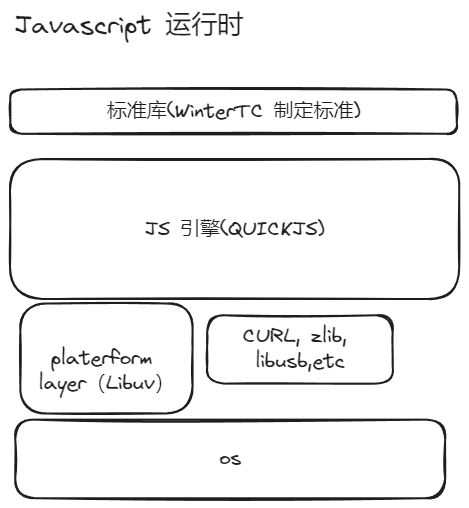 Javascript 运行时
标准库(WinterTC 制定标准)
JS 引擎(QUICKJS)
platerform
layer (Libuv)
CURL, zlib,
libusb,etc
OS